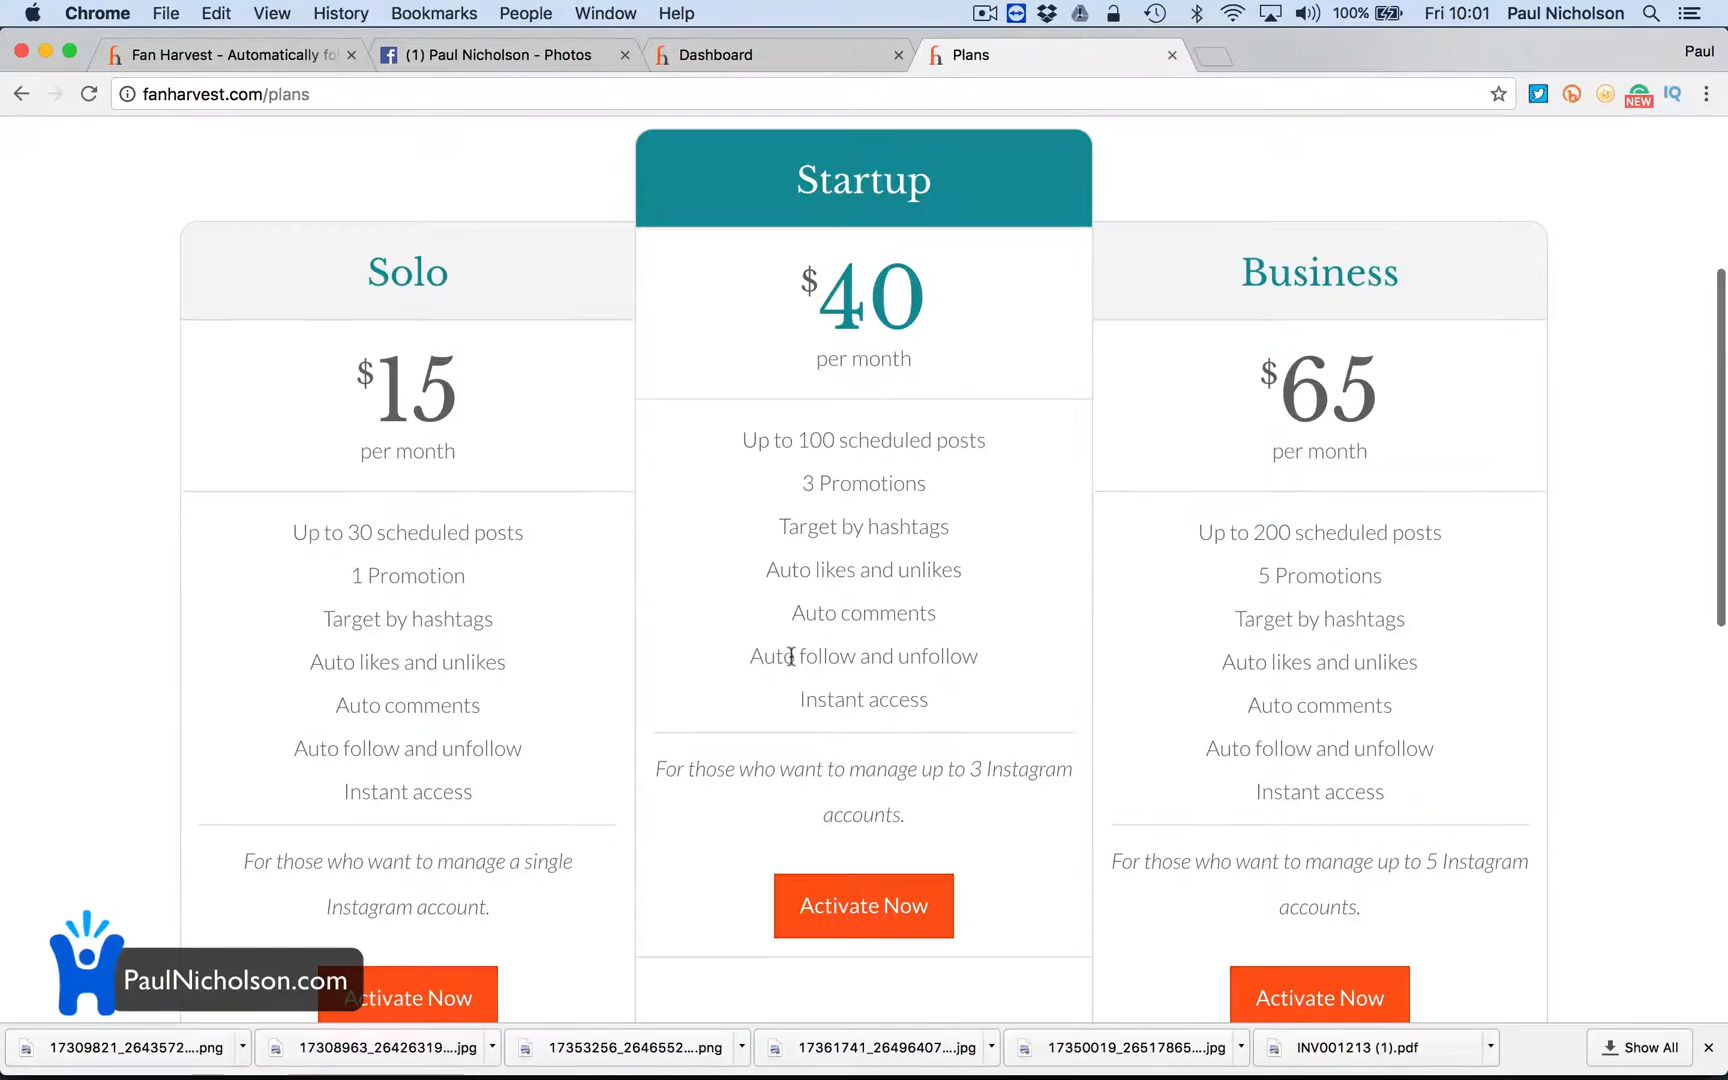 Chrome File Edit View History Bookmarks People Window Help 100% Fri 10:01 Paul Nicholson
Fan Harvest - Automatically fo (1) Paul Nicholson - Photos Dashboard Plans Paul
fanharvest.com/plans NEW IQ
Startup
$40
per month
Up to 100 scheduled posts
3 Promotions
Target by hashtags
Auto likes and unlikes
Auto comments
Auto follow and unfollow
Instant access
For those who want to manage up to 3 Instagram
accounts.
Activate Now
Solo
$15
per month
Up to 30 scheduled posts
1 Promotion
Target by hashtags
Auto likes and unlikes
Auto comments
Auto follow and unfollow
Instant access
For those who want to manage a single
Instagram account.
Activate Now
Business
$65
per month
Up to 200 scheduled posts
5 Promotions
Target by hashtags
Auto likes and unlikes
Auto comments
Auto follow and unfollow
Instant access
For those who want to manage up to 5 Instagram
accounts.
Activate Now
PaulNicholson.com
17309821_2643572....png 17308963_26426319....jpg 17353256_2646552....png 17361741_26496407....jpg 17350019_26517865....jpg INV001213 (1).pdf Show All